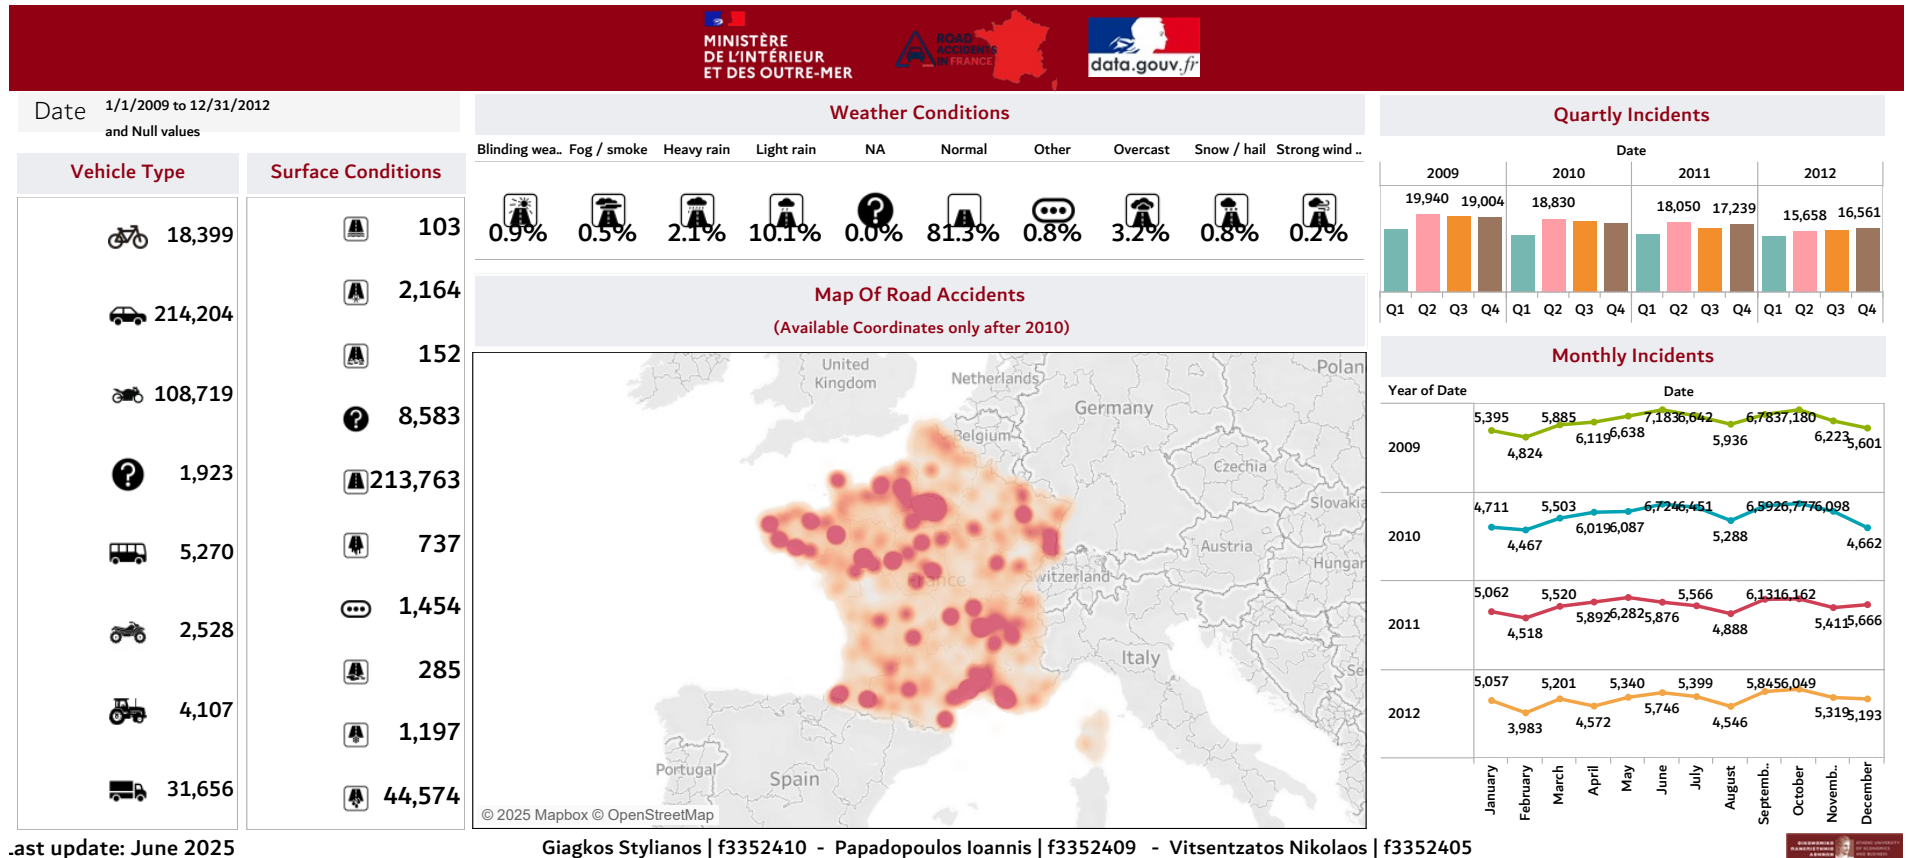 MINISTÈRE
DE L'INTÉRIEUR
ET DES OUTRE-MER
ROAD
ACCIDENTS
IN FRANCE
data.gouv.fr
Date 1/1/2009 to 12/31/2012
and Null values
Vehicle Type
18,399
214,204
108,719
1,923
5,270
2,528
4,107
31,656
Surface Conditions
103
2,164
152
8,583
213,763
737
1,454
285
1,197
44,574
Weather Conditions
Blinding wea.. Fog / smoke Heavy rain Light rain NA Normal Other Overcast Snow / hail Strong wind ..
0.9% 0.5% 2.1% 10.1% 0.0% 81.3% 0.8% 3.2% 0.8% 0.2%
Map Of Road Accidents
(Available Coordinates only after 2010)
United
Kingdom
Netherlands
Polan
Germany
Belgium
Czechia
Slovakia
Austria
Hungar
France
Switzerland
Italy
Se
Portugal
Spain
© 2025 Mapbox © OpenStreetMap
Quartly Incidents
Date
2009 2010 2011 2012
19,940 19,004 18,830 18,050 17,239 15,658 16,561
Q1 Q2 Q3 Q4 Q1 Q2 Q3 Q4 Q1 Q2 Q3 Q4 Q1 Q2 Q3 Q4
Monthly Incidents
Year of Date Date
2009
5,395 4,824 5,885 6,119 6,638 7,183 6,642 5,936 6,783 7,180 6,223 5,601
2010
4,711 4,467 5,503 6,019 6,087 6,724 6,451 5,288 6,592 6,777 6,098 4,662
2011
5,062 4,518 5,520 5,892 6,282 5,876 5,566 4,888 6,131 6,162 5,411 5,666
2012
5,057 3,983 5,201 4,572 5,340 5,746 5,399 4,546 5,845 6,049 5,319 5,193
January February March April May June July August Septemb.. October Novemb.. December
Last update: June 2025
Giagkos Stylianos | f3352410 - Papadopoulos Ioannis | f3352409 - Vitsentzatos Nikolaos | f3352405